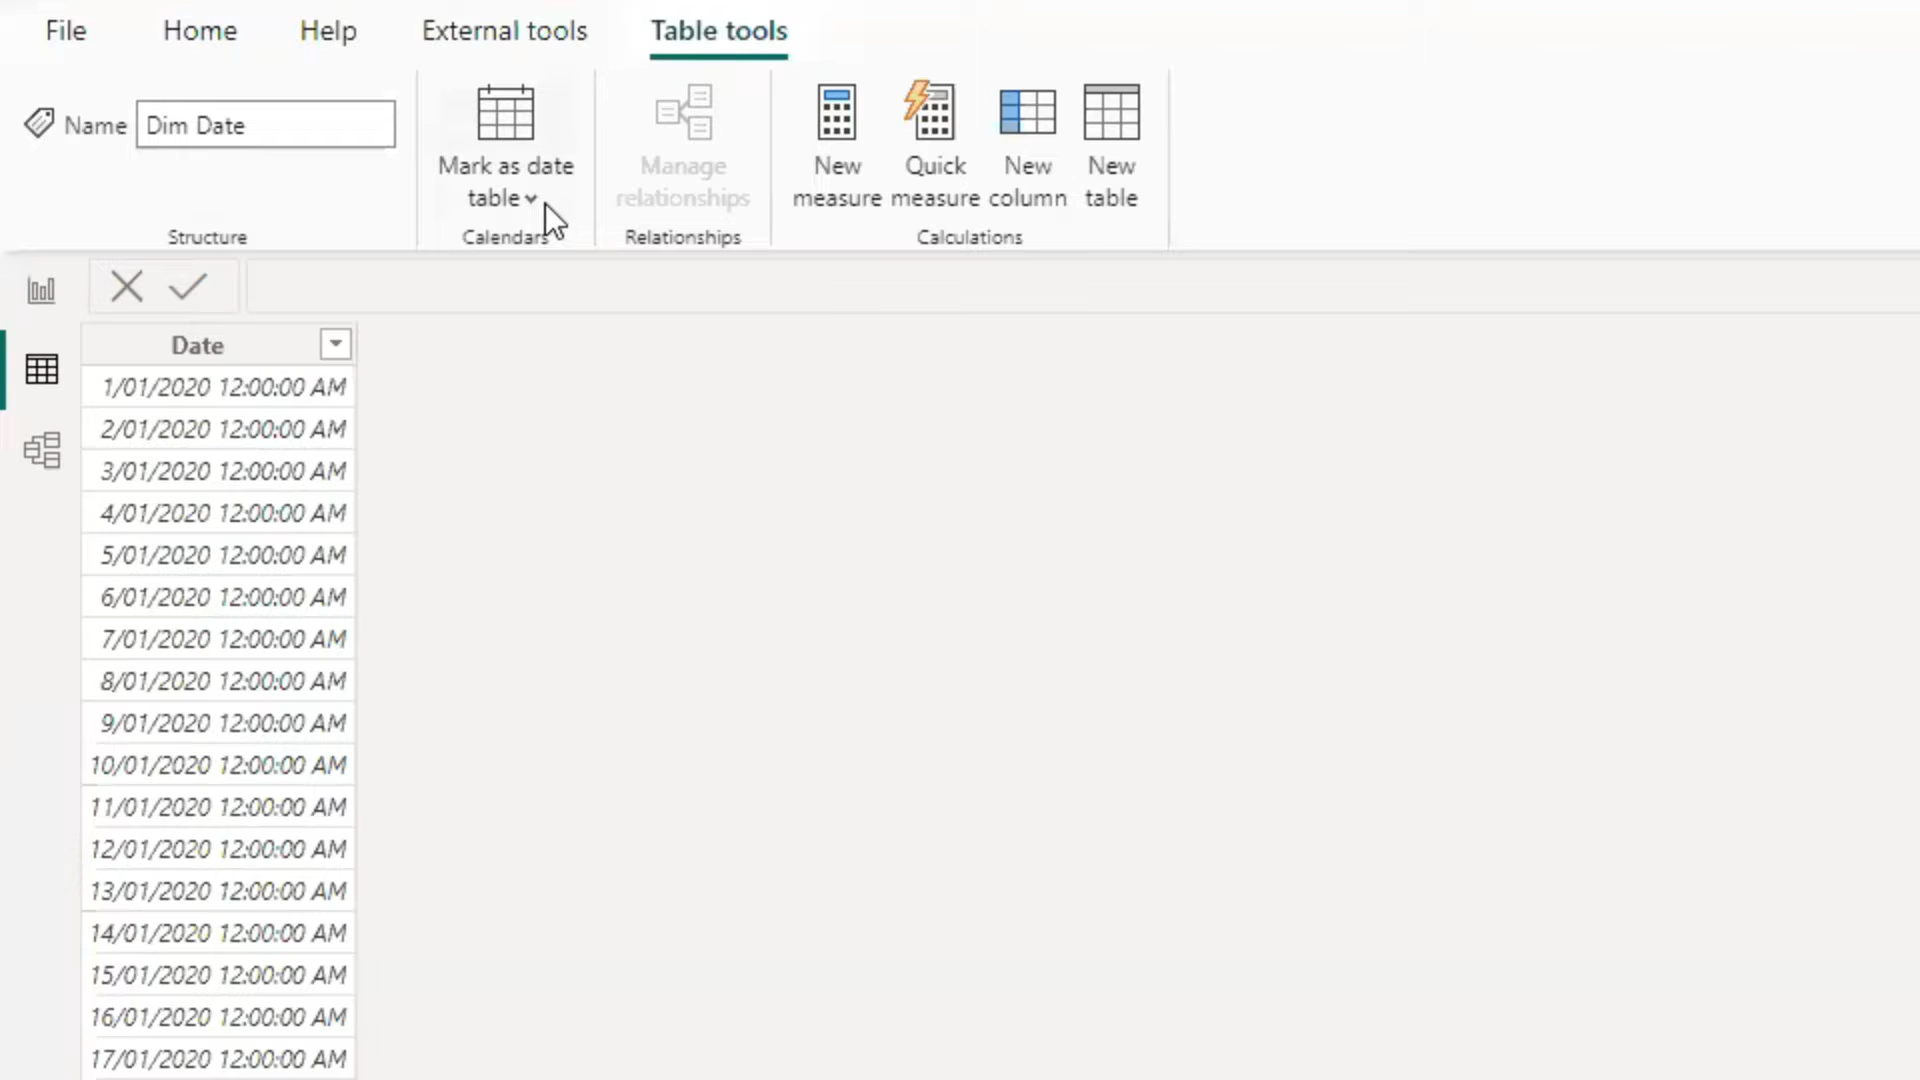 File Home Help External tools Table tools
Name Dim Date
Mark as date table
Manage relationships
New measure
Quick measure
New column
New table
Structure Calendars Relationships Calculations
Date
1/01/2020 12:00:00 AM
2/01/2020 12:00:00 AM
3/01/2020 12:00:00 AM
4/01/2020 12:00:00 AM
5/01/2020 12:00:00 AM
6/01/2020 12:00:00 AM
7/01/2020 12:00:00 AM
8/01/2020 12:00:00 AM
9/01/2020 12:00:00 AM
10/01/2020 12:00:00 AM
11/01/2020 12:00:00 AM
12/01/2020 12:00:00 AM
13/01/2020 12:00:00 AM
14/01/2020 12:00:00 AM
15/01/2020 12:00:00 AM
16/01/2020 12:00:00 AM
17/01/2020 12:00:00 AM